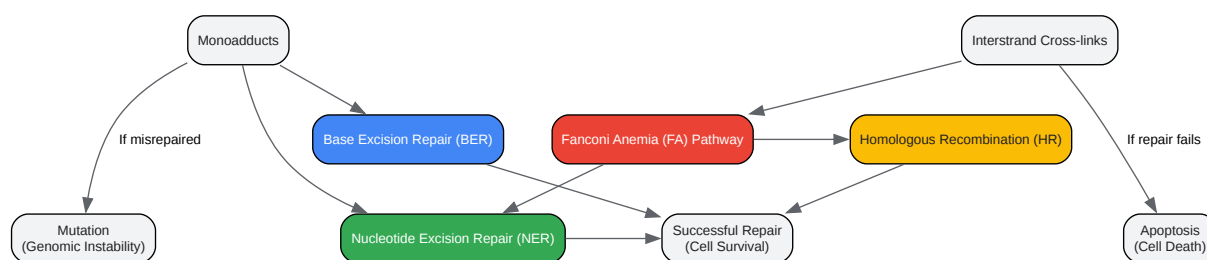 Monoadducts
Interstrand Cross-links
If misrepaired
Base Excision Repair (BER)
Fanconi Anemia (FA) Pathway
Homologous Recombination (HR)
If repair fails
Mutation
(Genomic Instability)
Nucleotide Excision Repair (NER)
Successful Repair
(Cell Survival)
Apoptosis
(Cell Death)